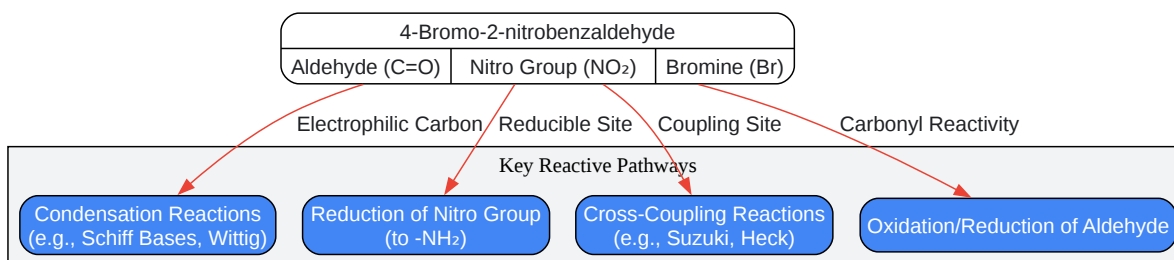 4-Bromo-2-nitrobenzaldehyde
Aldehyde (C=O) Nitro Group (NO₂) Bromine (Br)
Electrophilic Carbon Reducible Site Coupling Site Carbonyl Reactivity
Key Reactive Pathways
Condensation Reactions
(e.g., Schiff Bases, Wittig)
Reduction of Nitro Group
(to -NH₂)
Cross-Coupling Reactions
(e.g., Suzuki, Heck)
Oxidation/Reduction of Aldehyde